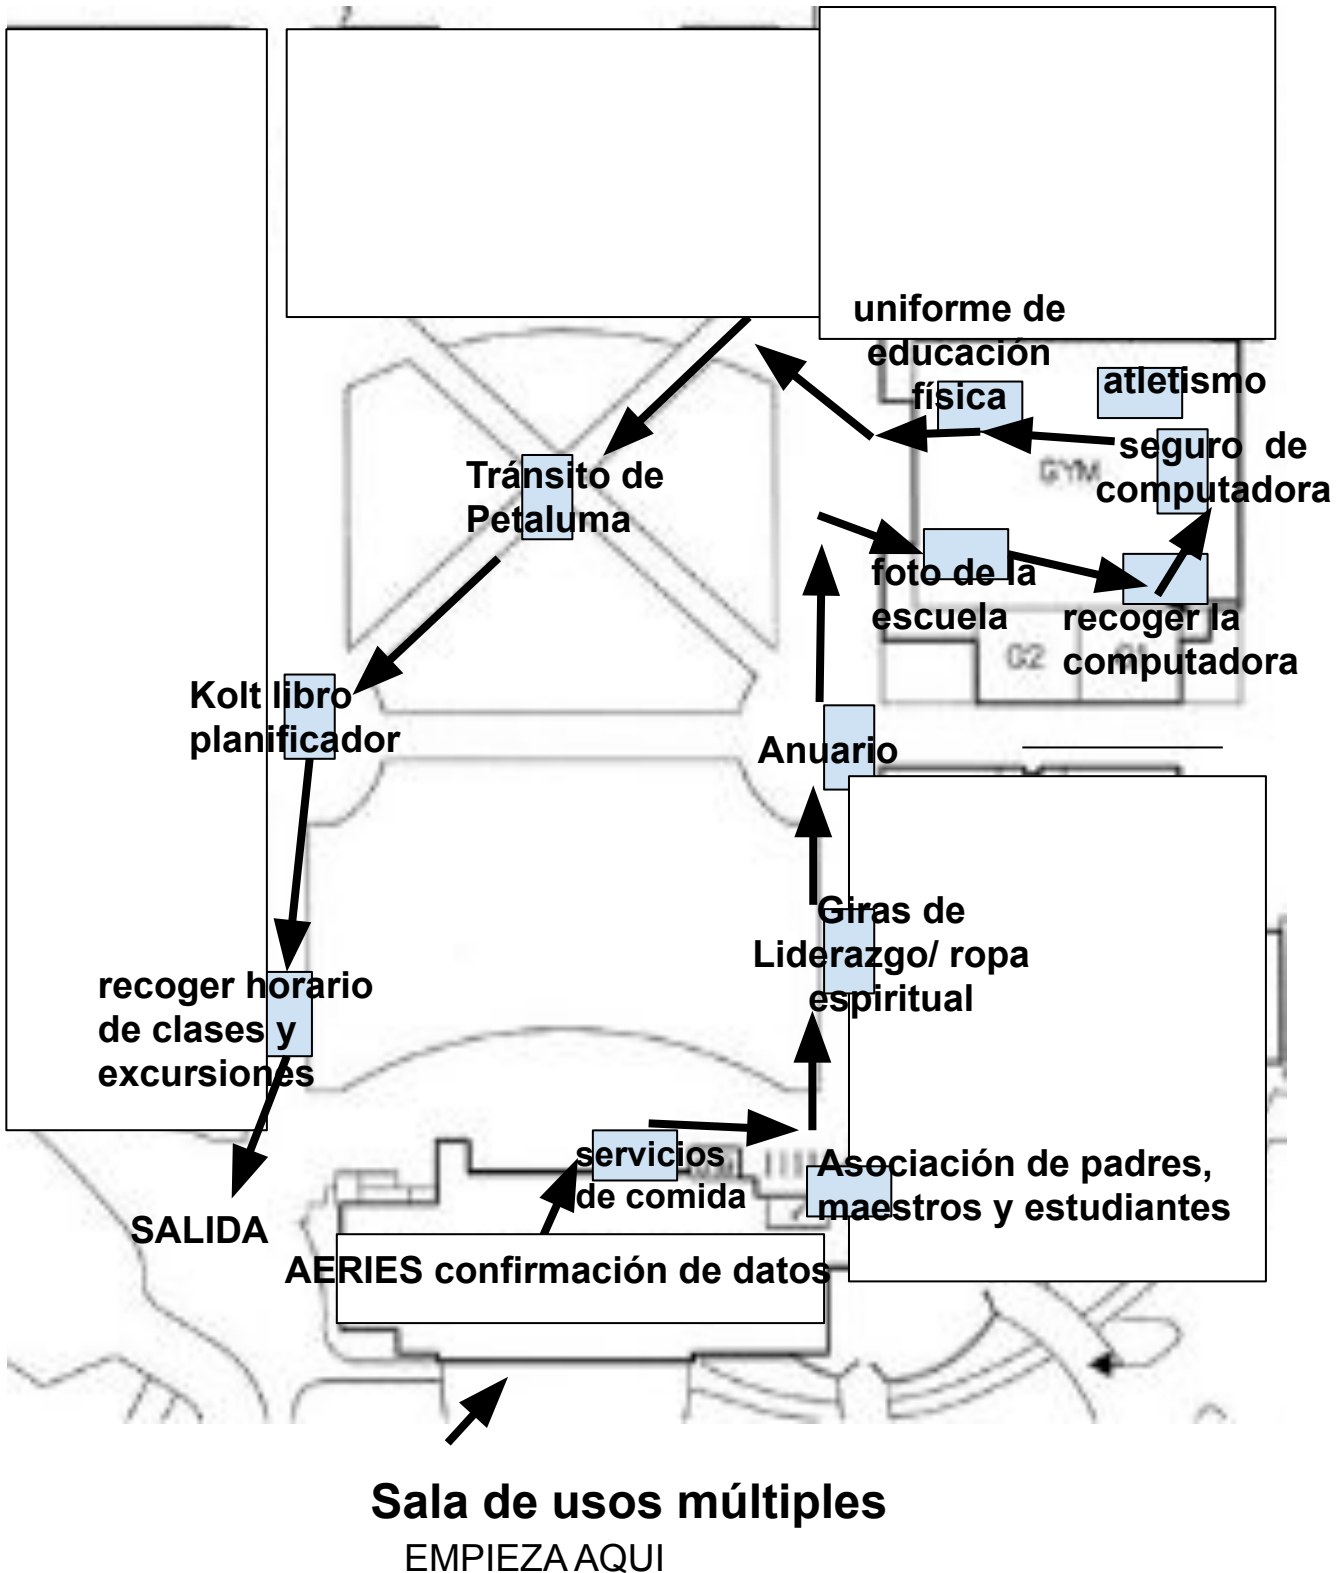 uniforme de
educación
física
atletismo
seguro de
computadora
GYM
Tránsito de
Petaluma
foto de la
escuela
recoger la
computadora
G2
Kolt libro
planificador
Anuario
Giras de
Liderazgo/ ropa
espiritual
recoger horario
de clases y
excursiones
servicios
de comida
Asociación de padres,
maestros y estudiantes
SALIDA
AERIES confirmación de datos
Sala de usos múltiples
EMPIEZA AQUI